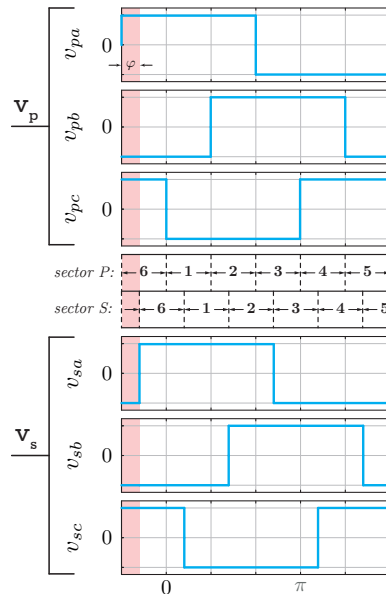 v_pa 0
φ
V_p
v_pb 0
v_pc 0
sector P: 6 1 2 3 4 5
sector S: 6 1 2 3 4 5
v_sa 0
V_s
v_sb 0
v_sc 0
0 π